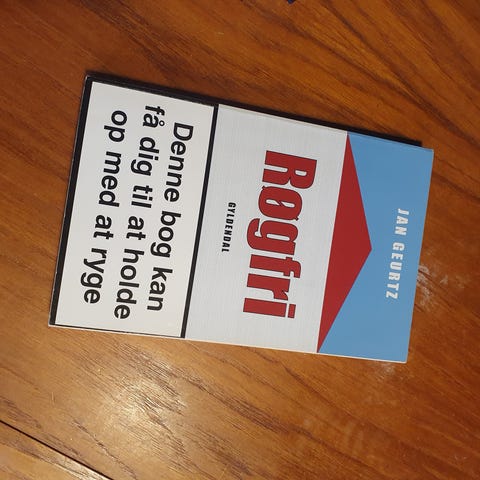 JAN GEURTZ
Røgfri
GYLDENDAL
Denne bog kan
få dig til at holde
op med at ryge